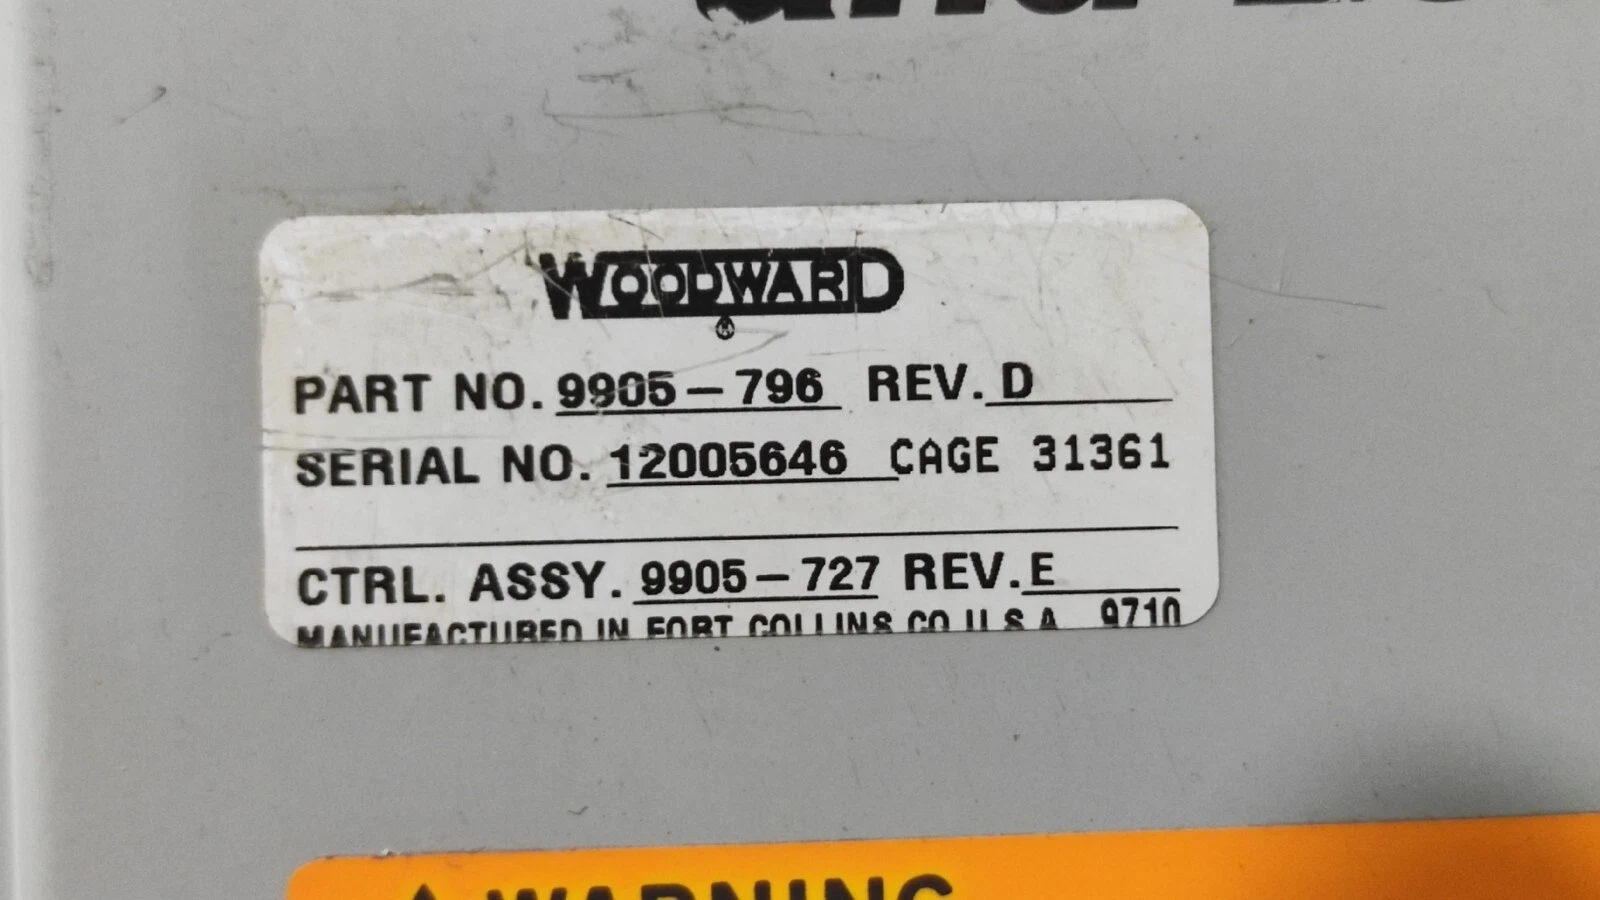 WOODWARD
PART NO. 9905-796 REV. D
SERIAL NO. 12005646 CAGE 31361
CTRL. ASSY. 9905-727 REV. E
MANUFACTURED IN FORT COLLINS CO U.S.A 9710
WARNING